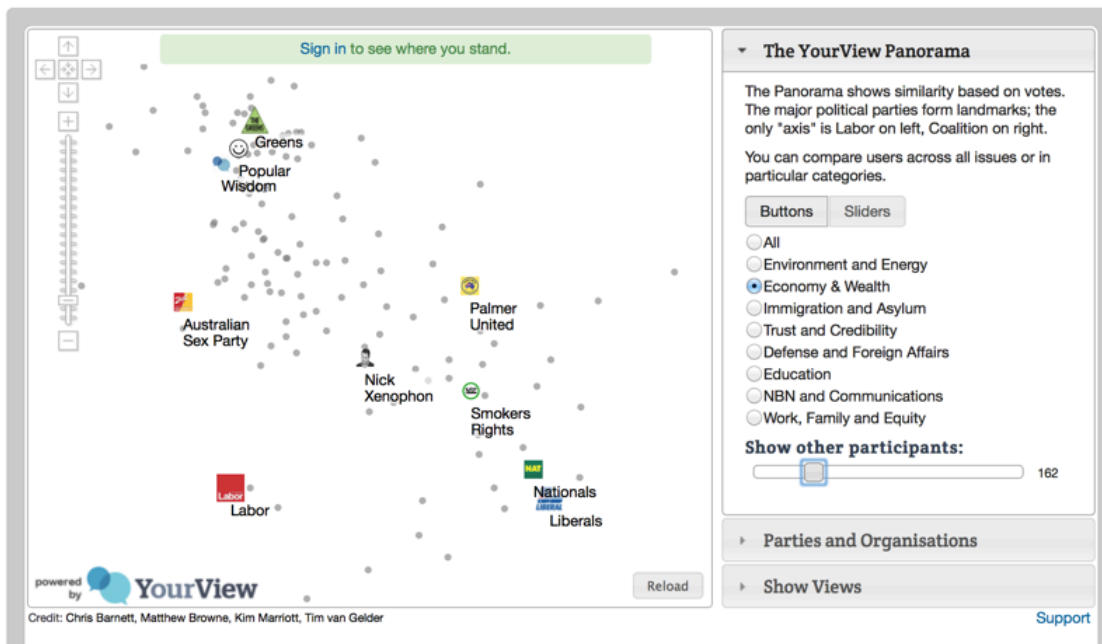 Sign in to see where you stand.
THE GREENS
Greens
Popular
Wisdom
Australian
Sex Party
Palmer
United
Nick
Xenophon
Smokers
Rights
NAT
Nationals
LIBERAL
Liberals
Labor
Labor
powered
by
YourView
Reload
The YourView Panorama
The Panorama shows similarity based on votes.
The major political parties form landmarks; the
only "axis" is Labor on left, Coalition on right.
You can compare users across all issues or in
particular categories.
Buttons Sliders
All
Environment and Energy
Economy & Wealth
Immigration and Asylum
Trust and Credibility
Defense and Foreign Affairs
Education
NBN and Communications
Work, Family and Equity
Show other participants:
162
Parties and Organisations
Show Views
Credit: Chris Barnett, Matthew Browne, Kim Marriott, Tim van Gelder
Support